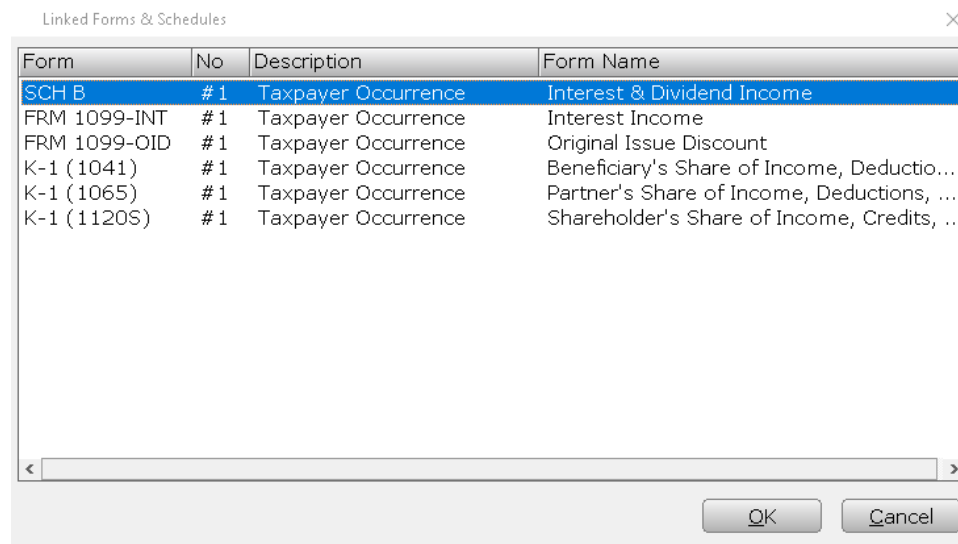 Linked Forms & Schedules
Form No Description Form Name
SCH B #1 Taxpayer Occurrence Interest & Dividend Income
FRM 1099-INT #1 Taxpayer Occurrence Interest Income
FRM 1099-OID #1 Taxpayer Occurrence Original Issue Discount
K-1 (1041) #1 Taxpayer Occurrence Beneficiary's Share of Income, Deductio...
K-1 (1065) #1 Taxpayer Occurrence Partner's Share of Income, Deductions, ...
K-1 (1120S) #1 Taxpayer Occurrence Shareholder's Share of Income, Credits, ..
OK Cancel